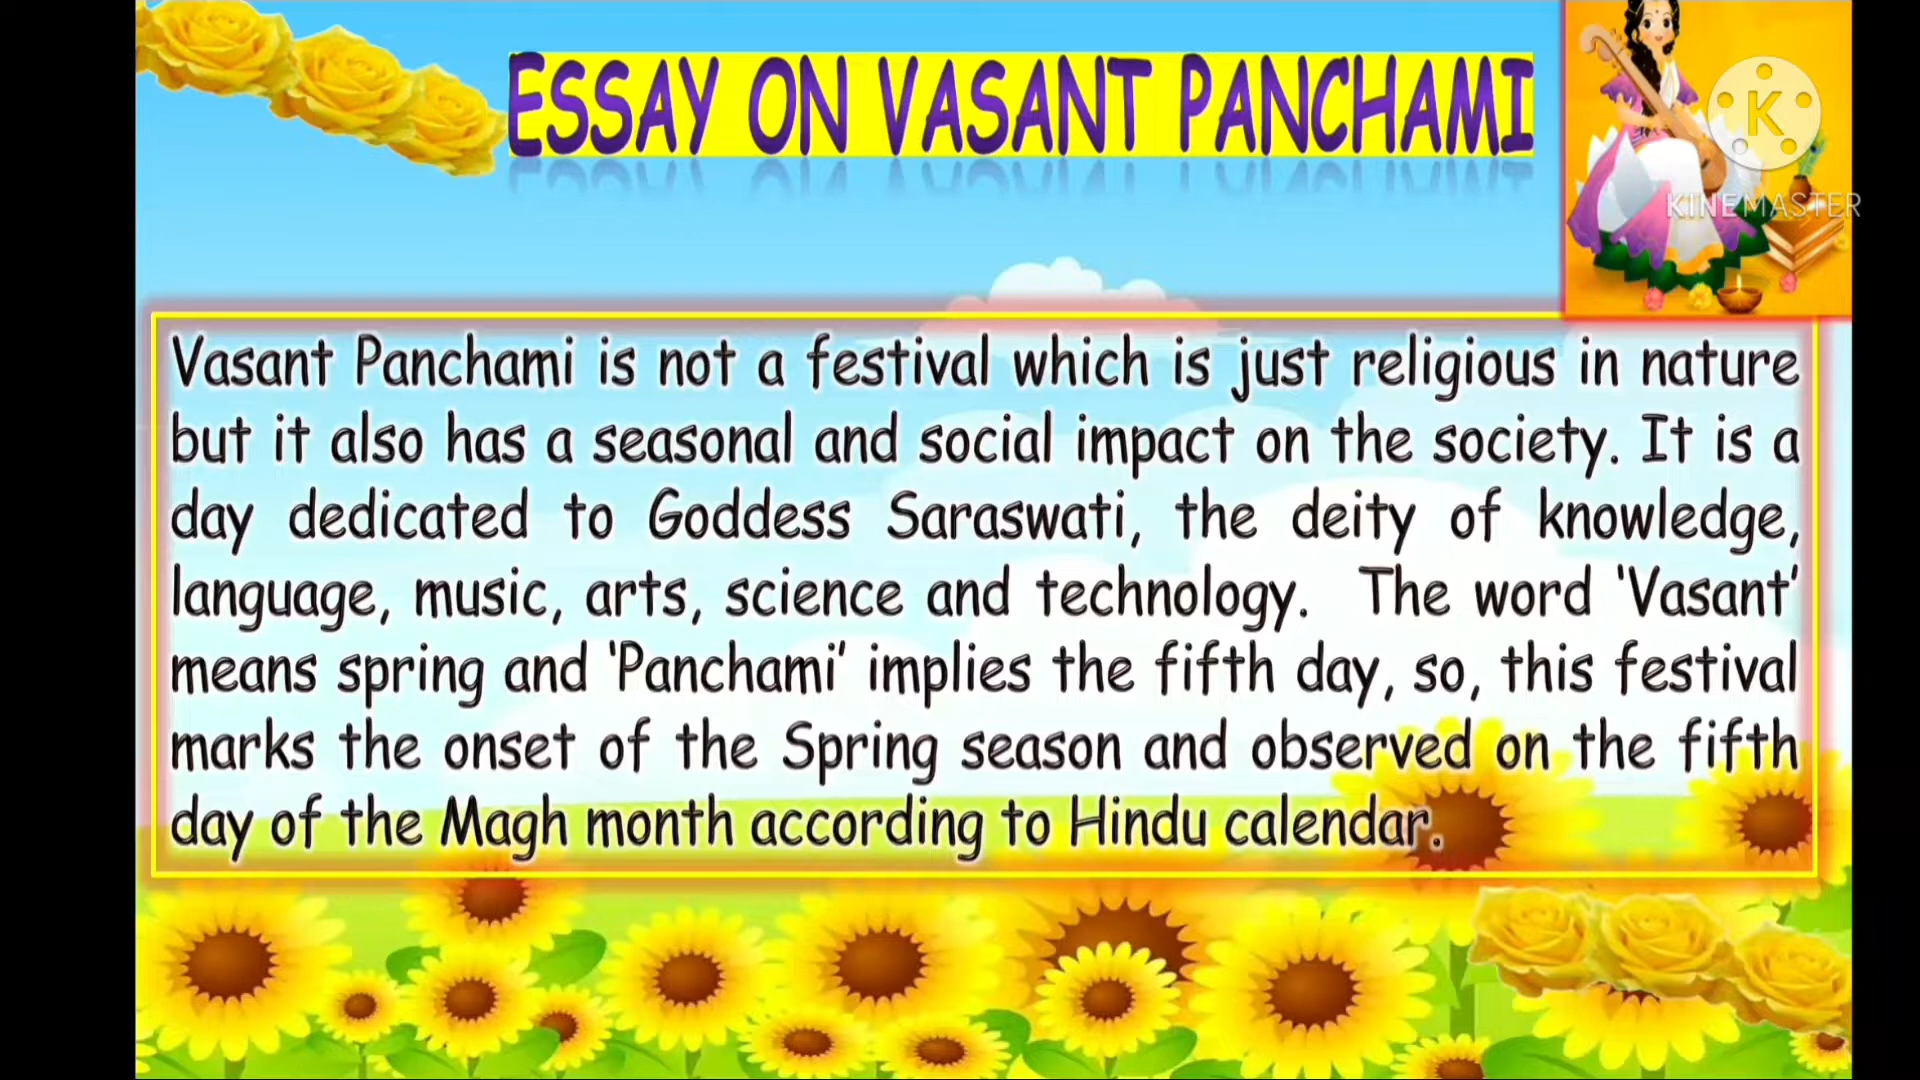 ESSAY ON VASANT PANCHAMI
K
KINEMASTER
Vasant Panchami is not a festival which is just religious in nature
but it also has a seasonal and social impact on the society. It is a
day dedicated to Goddess Saraswati, the deity of knowledge,
language, music, arts, science and technology. The word 'Vasant'
means spring and 'Panchami' implies the fifth day, so, this festival
marks the onset of the Spring season and observed on the fifth
day of the Magh month according to Hindu calendar.